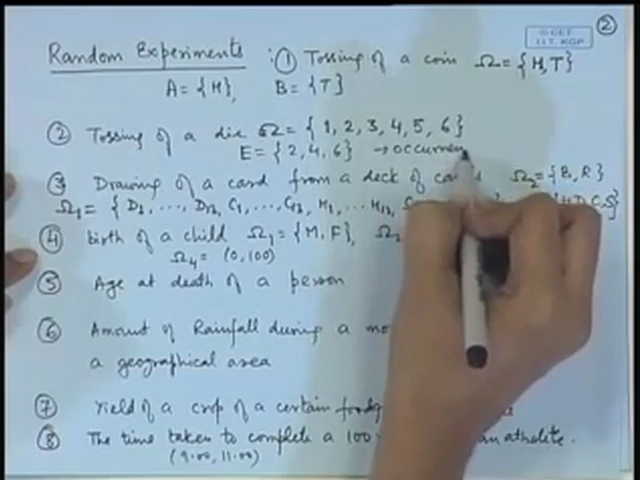 © CET
I.I.T. KGP
2
Random Experiments : ① Tossing of a coin Ω = {H, T}
A = {H}, B = {T}
② Tossing of a die Ω = {1, 2, 3, 4, 5, 6}
E = {2, 4, 6} → occurren
③ Drawing of a card from a deck of Ω₂ = {B, R}
Ω₁ = {D₁, ..., D₁₃, C₁, ..., C₁₃, H₁, ... H₁₃, H, D, C, S}
④ birth of a child Ω₁ = {M, F}, Ω
Ω₄ = (0, 100)
⑤ Age at death of a person
⑥ Amount of Rainfall during a
a geographical area
⑦ Yield of a crop of a certain
⑧ The time taken to complete a 100 an athelite.
(9.00, 11.00)